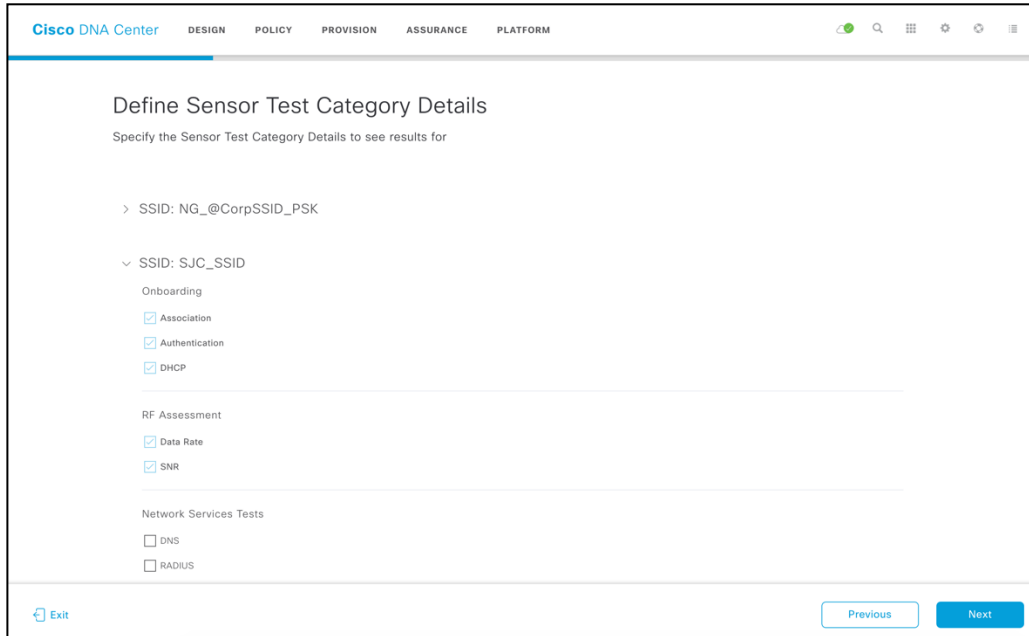 Cisco DNA Center DESIGN POLICY PROVISION ASSURANCE PLATFORM
Define Sensor Test Category Details
Specify the Sensor Test Category Details to see results for
SSID: NG_@CorpSSID_PSK
SSID: SJC_SSID
Onboarding
Association
Authentication
DHCP
RF Assessment
Data Rate
SNR
Network Services Tests
DNS
RADIUS
Exit Previous Next